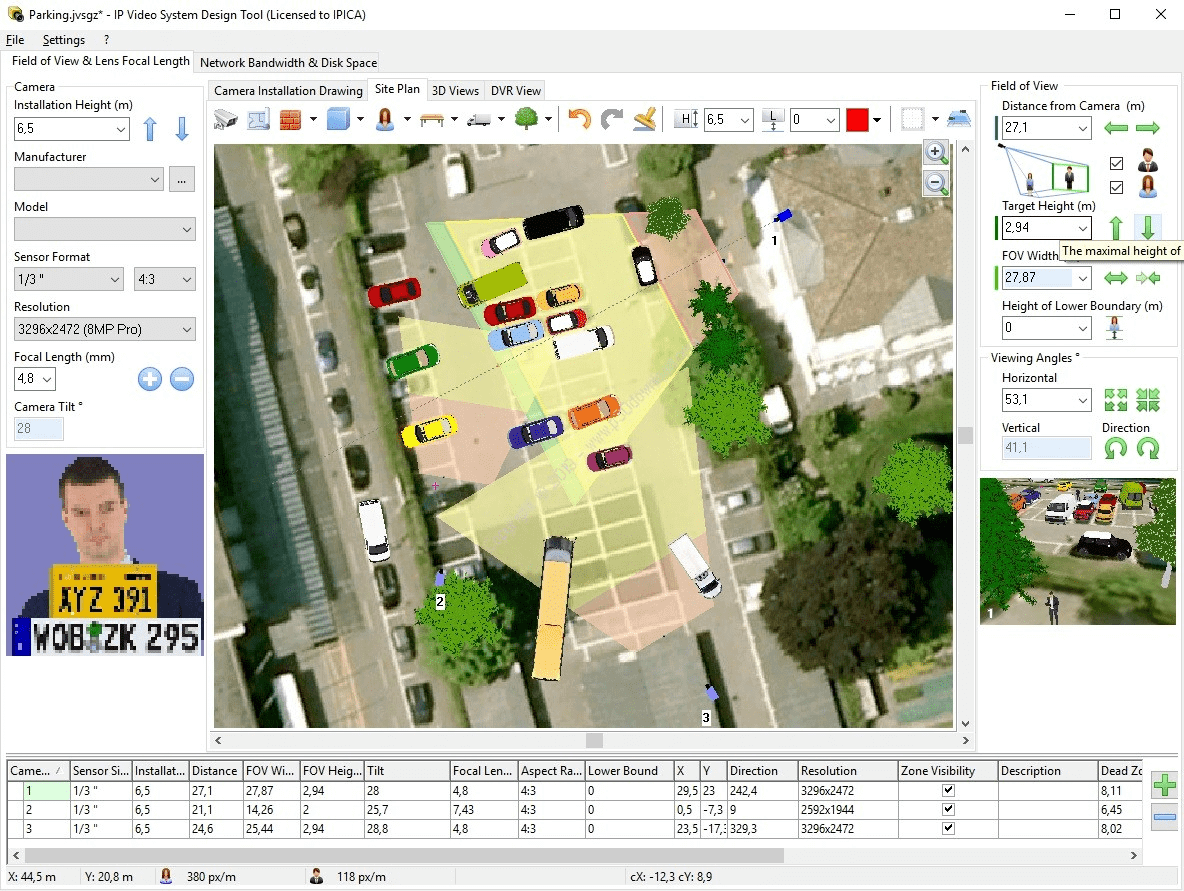 Parking.jvsgz* - IP Video System Design Tool (Licensed to IPICA)
File Settings ?
Field of View & Lens Focal Length Network Bandwidth & Disk Space
Camera
Installation Height (m)
6,5
Manufacturer
...
Model
Sensor Format
1/3 " 4:3
Resolution
3296x2472 (8MP Pro)
Focal Length (mm)
4,8
Camera Tilt °
28
XYZ 391
WOB ZK 295
Camera Installation Drawing Site Plan 3D Views DVR View
H 6,5 L 0
1
2
3
Field of View
Distance from Camera (m)
27,1
Target Height (m)
2,94
The maximal height of
FOV Width
27,87
Height of Lower Boundary (m)
0
Viewing Angles °
Horizontal
53,1
Vertical Direction
41,1
1
Came... / Sensor Si... Installat... Distance FOV Wi... FOV Heig... Tilt Focal Len... Aspect Ra... Lower Bound X Y Direction Resolution Zone Visibility Description Dead Zo
1 1/3 " 6,5 27,1 27,87 2,94 28 4,8 4:3 0 29,5 23 242,4 3296x2472 8,11
2 1/3 " 6,5 21,1 14,26 2 25,7 7,43 4:3 0 0,5 -7,3 9 2592x1944 6,45
3 1/3 " 6,5 24,6 25,44 2,94 28,8 4,8 4:3 0 23,5 -17,: 329,3 3296x2472 8,02
X: 44,5 m Y: 20,8 m 380 px/m 118 px/m cX: -12,3 cY: 8,9